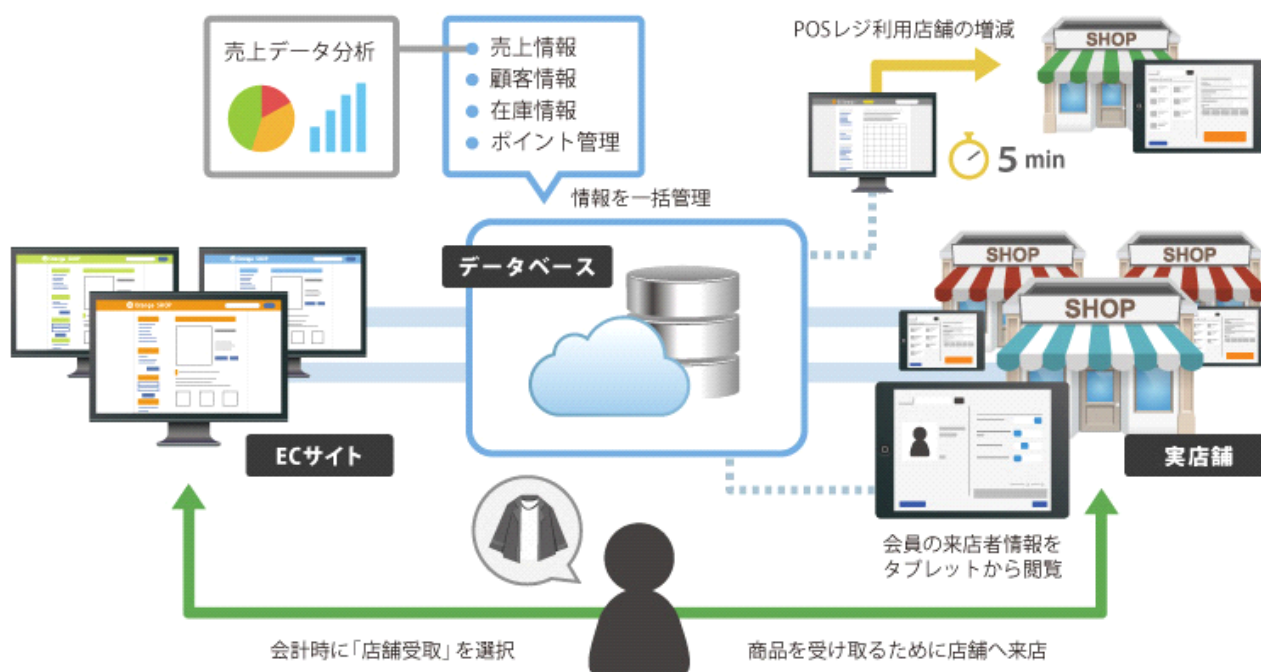 売上データ分析
売上情報
顧客情報
在庫情報
ポイント管理
情報を一括管理
POSレジ利用店舗の増減
SHOP
5 min
データベース
SHOP
SHOP
SHOP
ECサイト
実店舗
会員の来店者情報を
タブレットから閲覧
会計時に「店舗受取」を選択
商品を受け取るために店舗へ来店